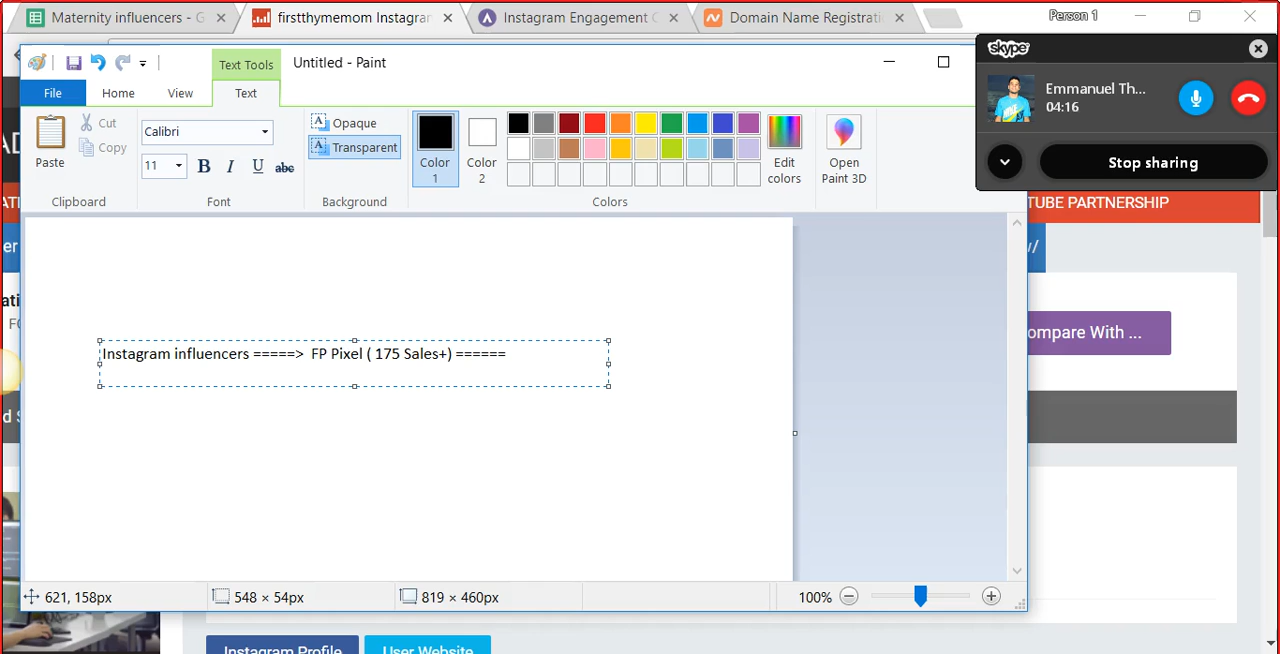 Maternity influencers - G
firstthymemom Instagram
Instagram Engagement C
Domain Name Registrati
Person 1
Text Tools
Untitled - Paint
File
Home
View
Text
Paste
Cut
Copy
Clipboard
Calibri
11
B I U abc
Font
Opaque
Transparent
Background
Color 1
Color 2
Edit colors
Open Paint 3D
Colors
skype
Emmanuel Th...
04:16
Stop sharing
TUBE PARTNERSHIP
ompare With ...
Instagram influencers =====> FP Pixel ( 175 Sales+) ======
621, 158px
548 × 54px
819 × 460px
100%
Instagram Profile
User Website